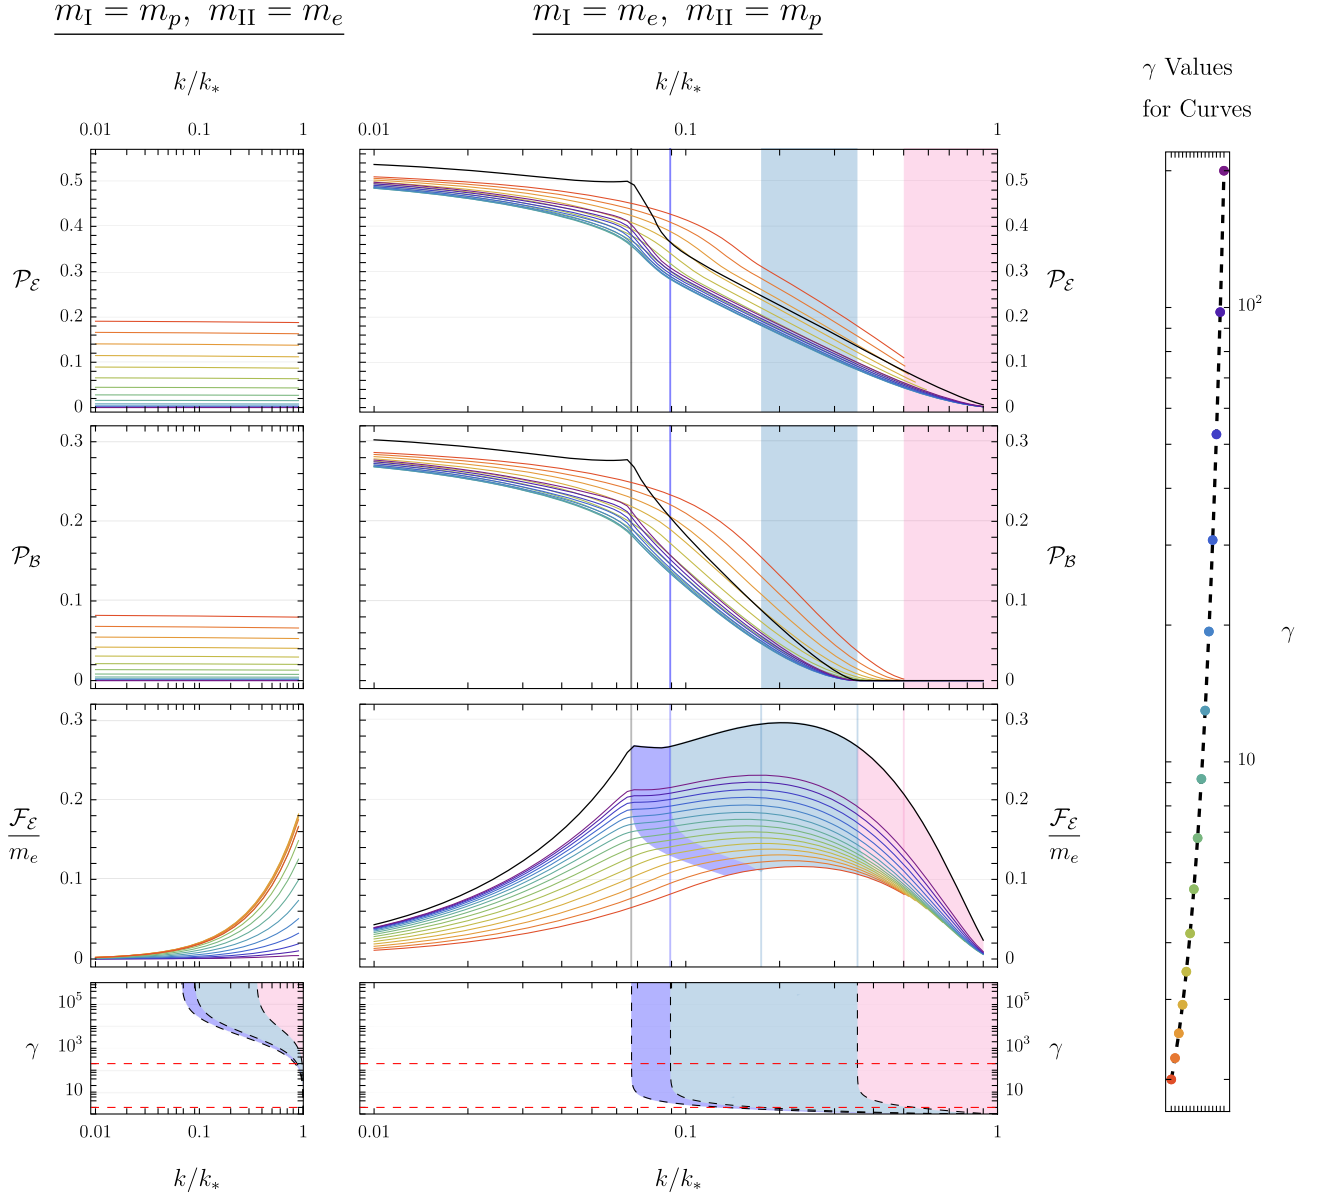 m_I = m_p, m_II = m_e
m_I = m_e, m_II = m_p
k/k_*
k/k_*
γ Values
for Curves
0.01 0.1 1
0.01 0.1 1
0.5
0.4
0.3
0.2
0.1
0
𝒫_ℰ
0.5
0.4
0.3
0.2
0.1
0
𝒫_ℰ
0.3
0.2
0.1
0
𝒫_ℬ
0.3
0.2
0.1
0
𝒫_ℬ
0.3
0.2
0.1
0
ℱ_ℰ
m_e
0.3
0.2
0.1
0
ℱ_ℰ
m_e
10^5
10^3
10
γ
10^5
10^3
10
γ
0.01 0.1 1
0.01 0.1 1
k/k_*
k/k_*
10^2
10
γ